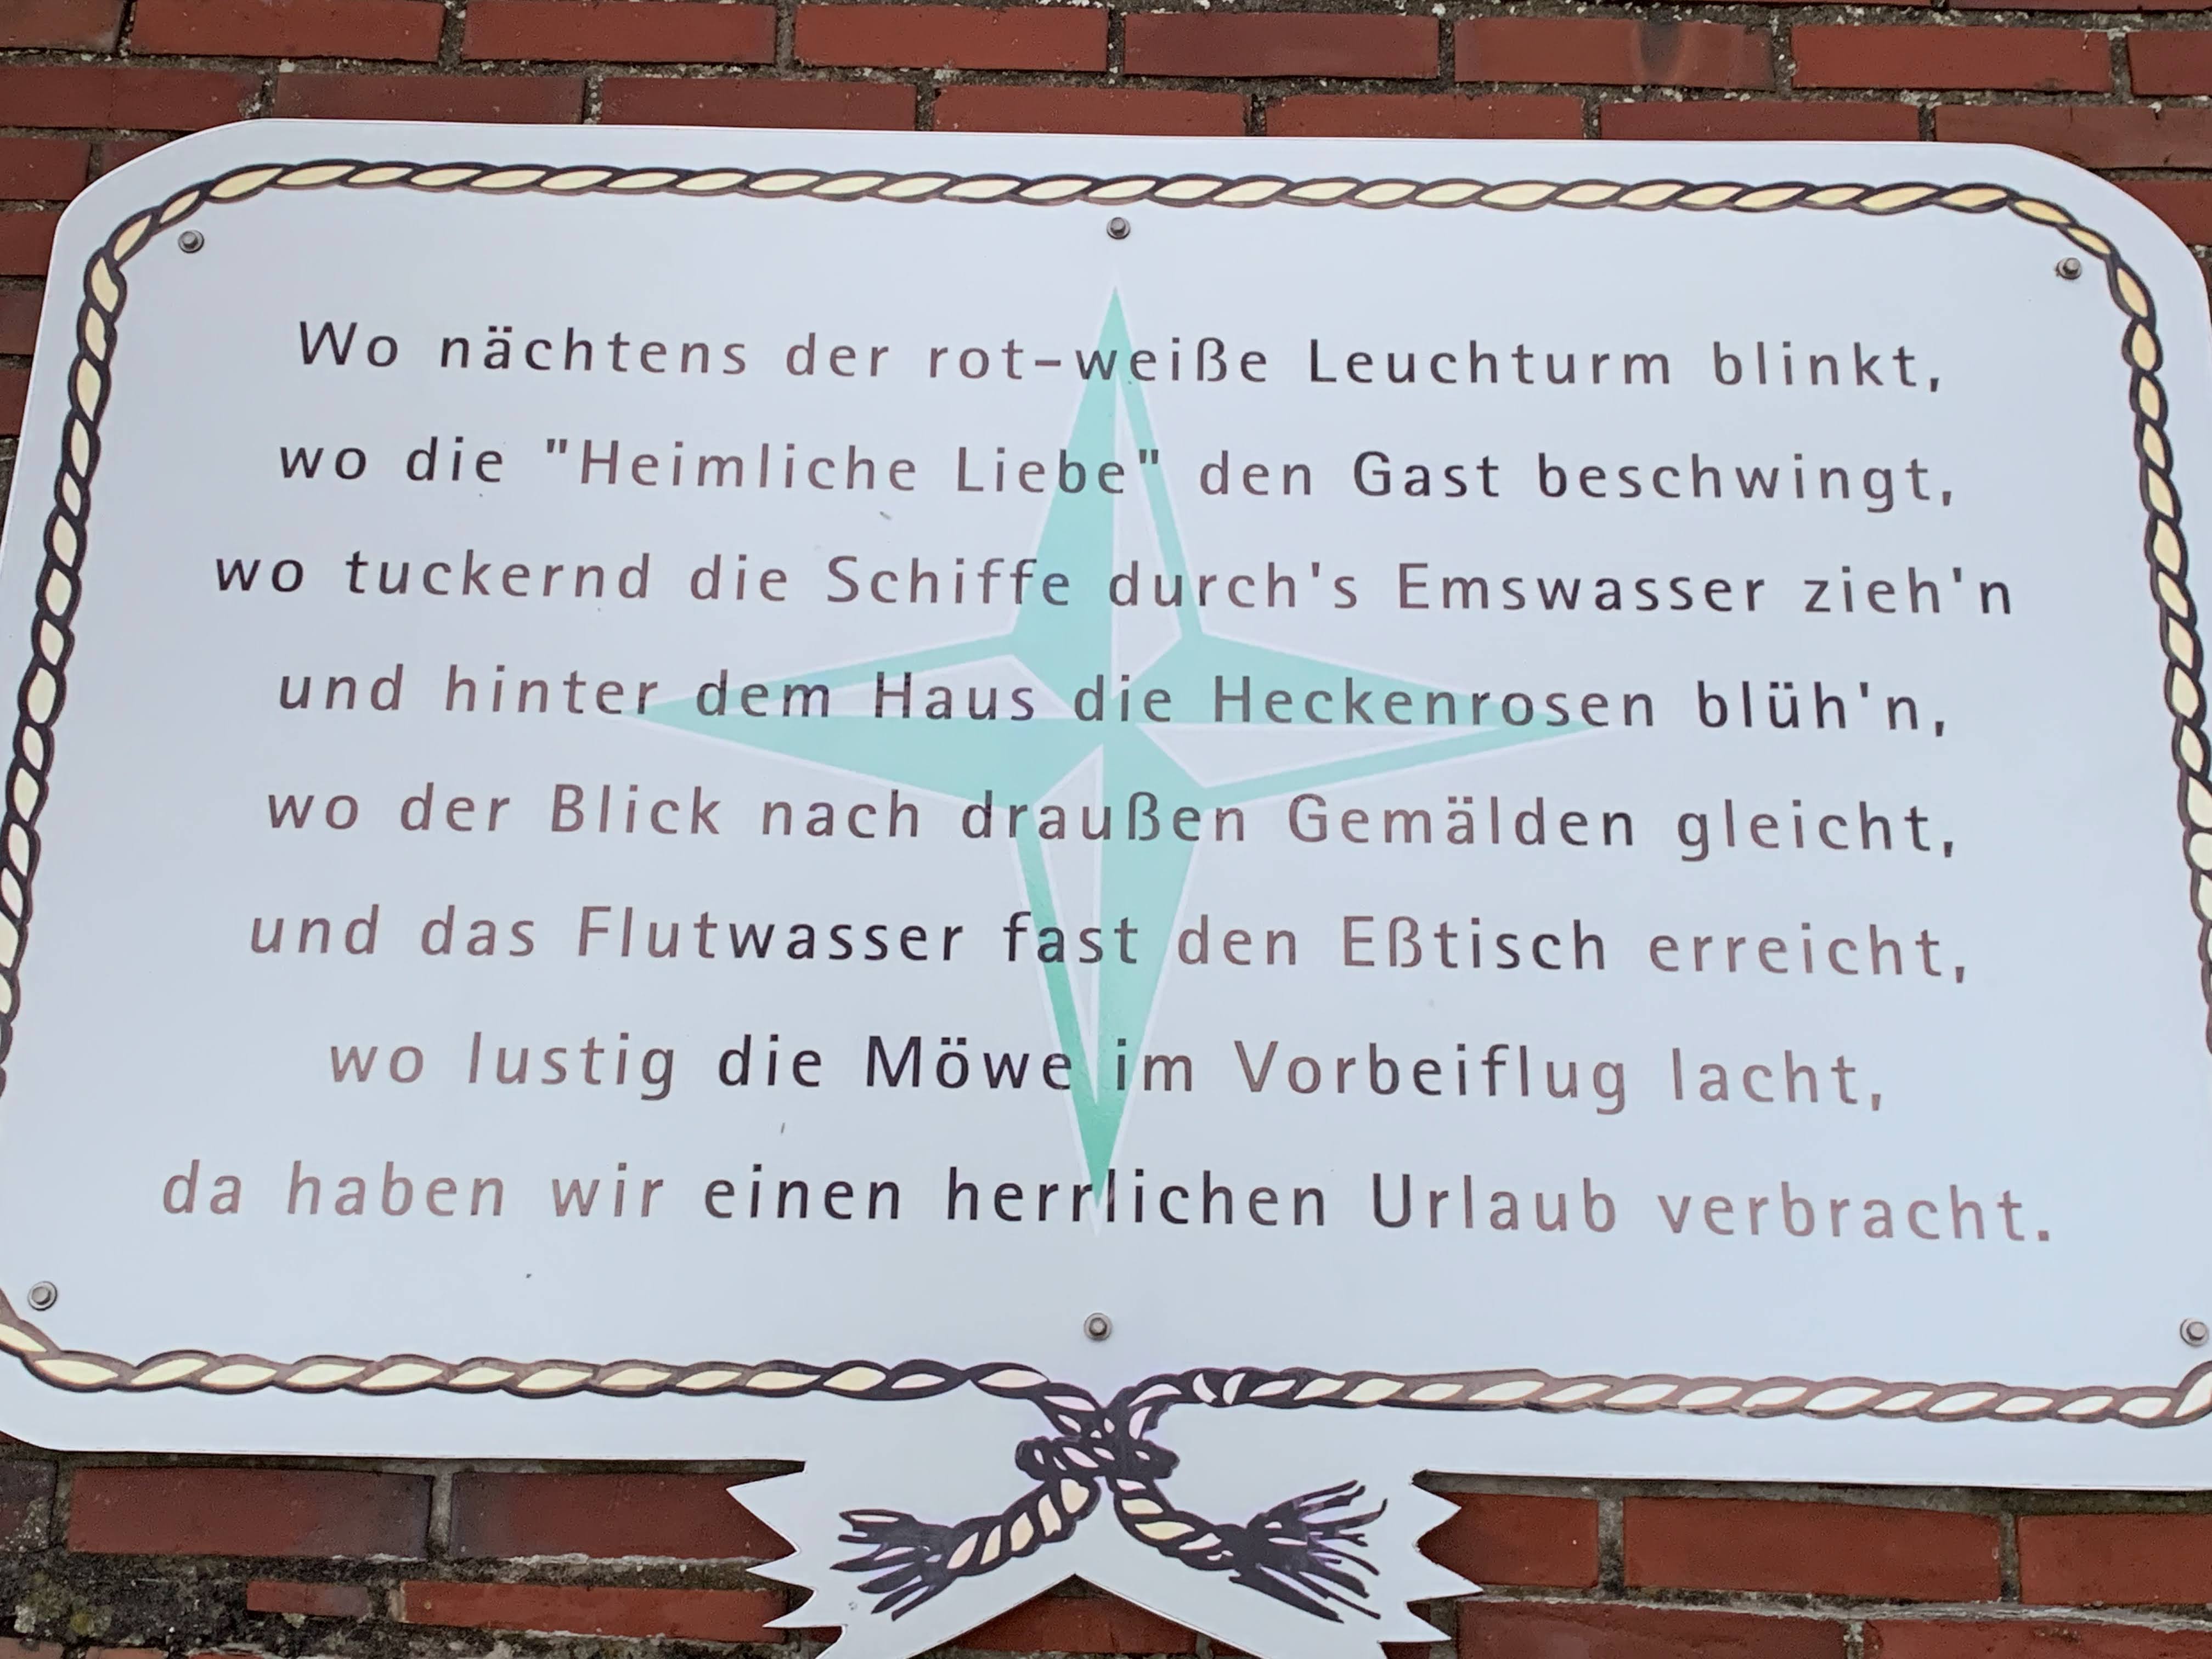 Wo nächtens der rot-weiße Leuchturm blinkt,
wo die "Heimliche Liebe" den Gast beschwingt,
wo tuckernd die Schiffe durch's Emswasser zieh'n
und hinter dem Haus die Heckenrosen blüh'n,
wo der Blick nach draußen Gemälden gleicht,
und das Flutwasser fast den Eßtisch erreicht,
wo lustig die Möwe im Vorbeiflug lacht,
da haben wir einen herrlichen Urlaub verbracht.